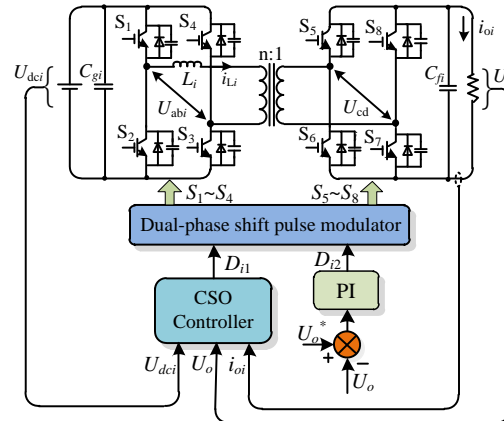 S1 S4 n:1 S5 S8 ioi
Udci Cgi Li iLi Cfi U
Uabi Ucd
S2 S3 S6 S7
S1~S4 S5~S8
Dual-phase shift pulse modulator
Di1 Di2
CSO
Controller
PI
Uo*
+ −
Udci Uo ioi Uo